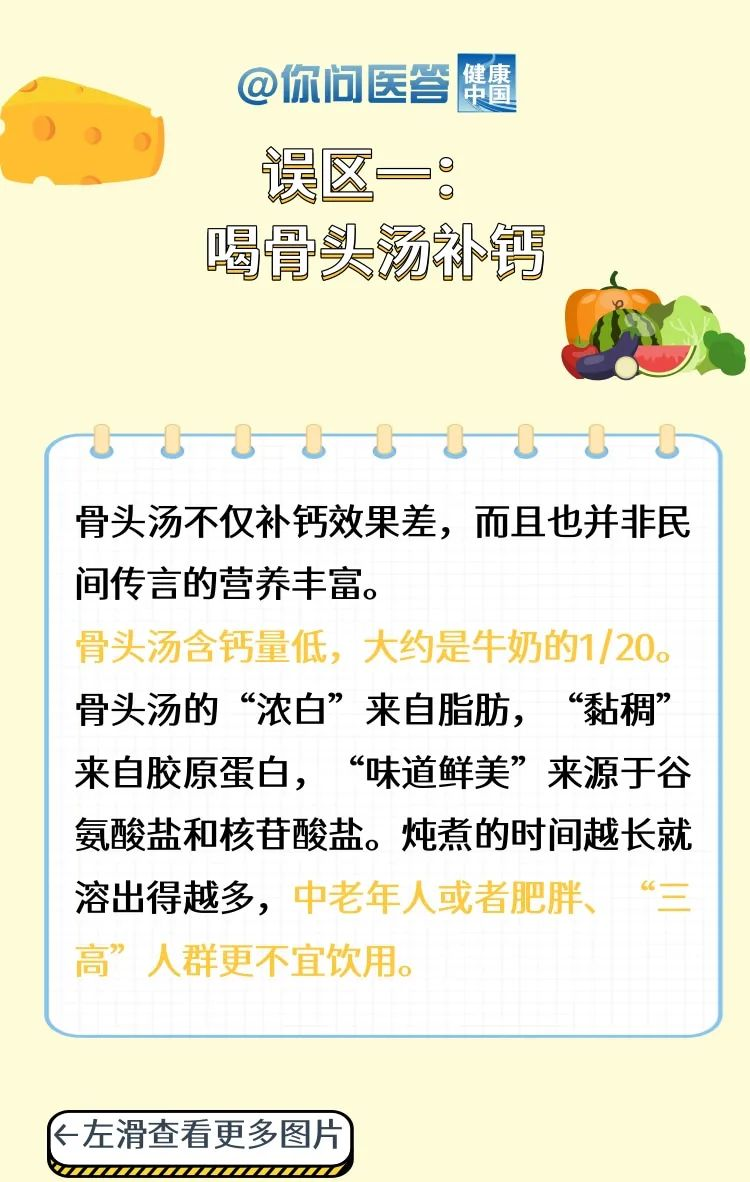 @你问医答 健康中国
误区一：
喝骨头汤补钙
骨头汤不仅补钙效果差，而且也并非民
间传言的营养丰富。
骨头汤含钙量低，大约是牛奶的1/20。
骨头汤的“浓白”来自脂肪，“黏稠”
来自胶原蛋白，“味道鲜美”来源于谷
氨酸盐和核苷酸盐。炖煮的时间越长就
溶出得越多，中老年人或者肥胖、“三
高”人群更不宜饮用。
←左滑查看更多图片